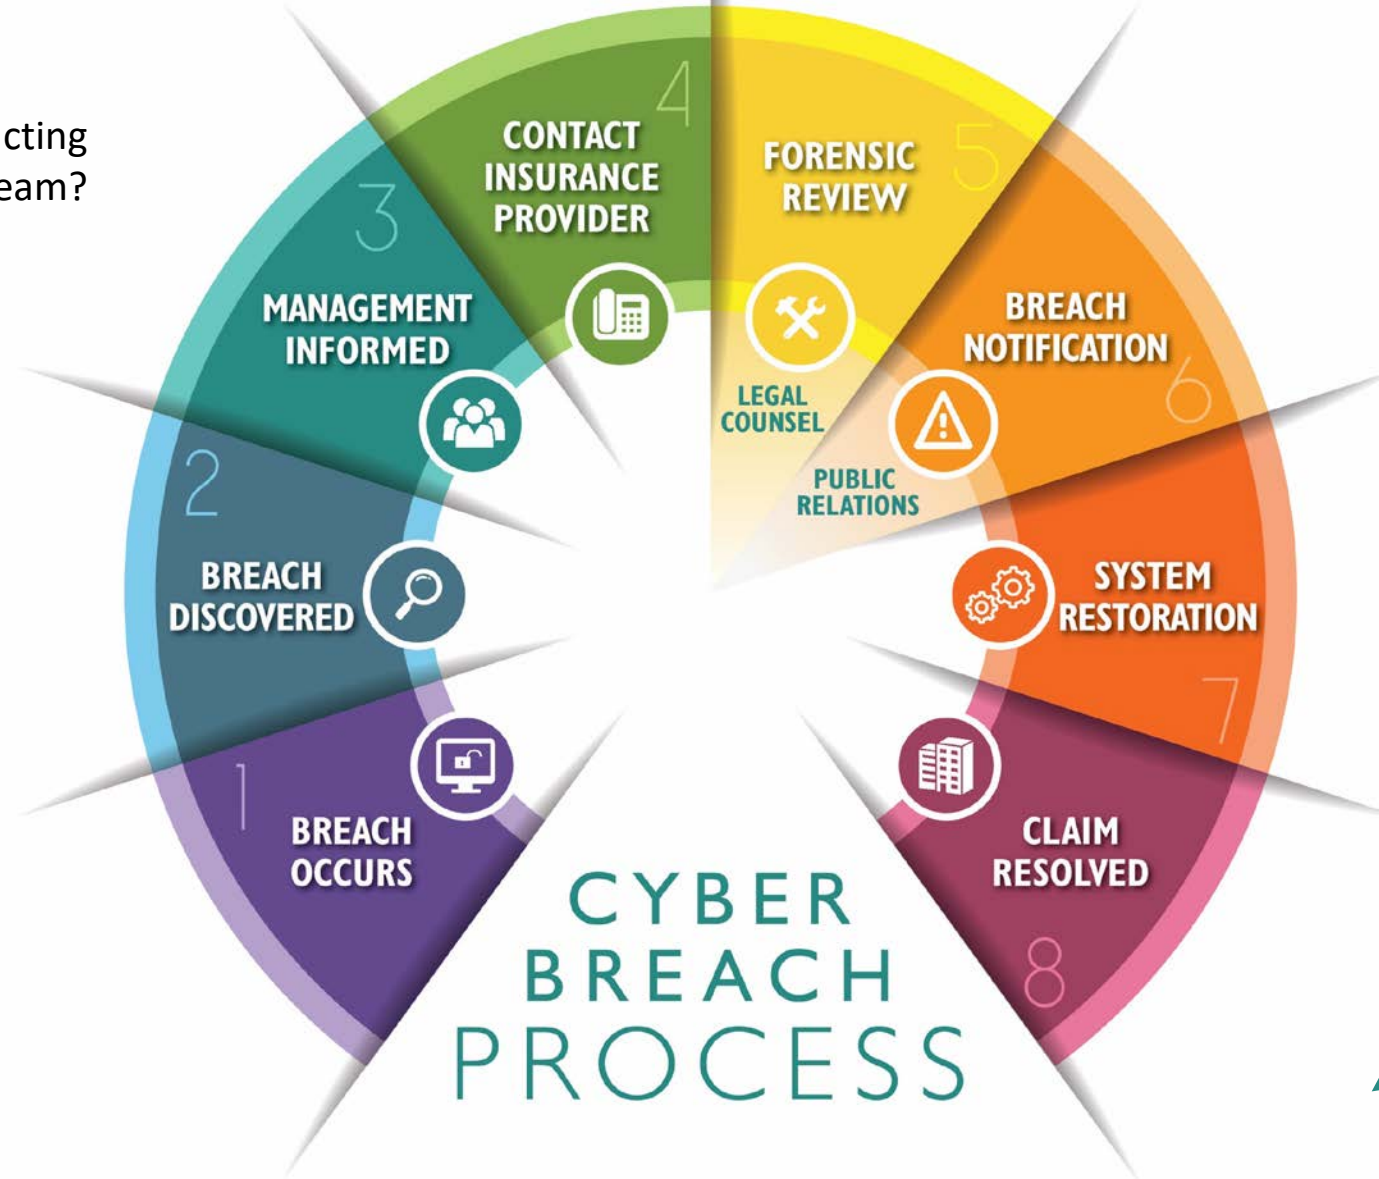 cting
eam?
1
BREACH
OCCURS
2
BREACH
DISCOVERED
3
MANAGEMENT
INFORMED
4
CONTACT
INSURANCE
PROVIDER
5
FORENSIC
REVIEW
LEGAL
COUNSEL
6
BREACH
NOTIFICATION
PUBLIC
RELATIONS
7
SYSTEM
RESTORATION
8
CLAIM
RESOLVED
CYBER
BREACH
PROCESS